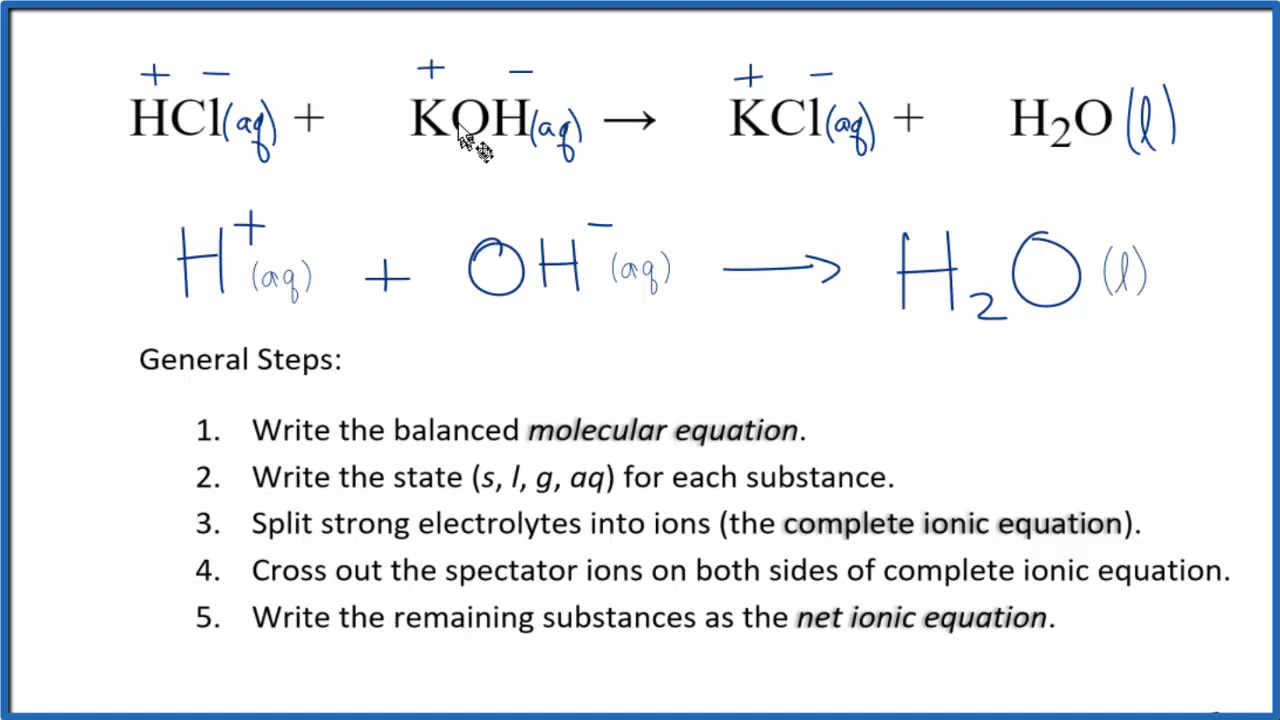 + − + − + −
HCl(aq) + KOH(aq) → KCl(aq) + H₂O(l)
H⁺(aq) + OH⁻(aq) → H₂O(l)
General Steps:
1. Write the balanced molecular equation.
2. Write the state (s, l, g, aq) for each substance.
3. Split strong electrolytes into ions (the complete ionic equation).
4. Cross out the spectator ions on both sides of complete ionic equation.
5. Write the remaining substances as the net ionic equation.